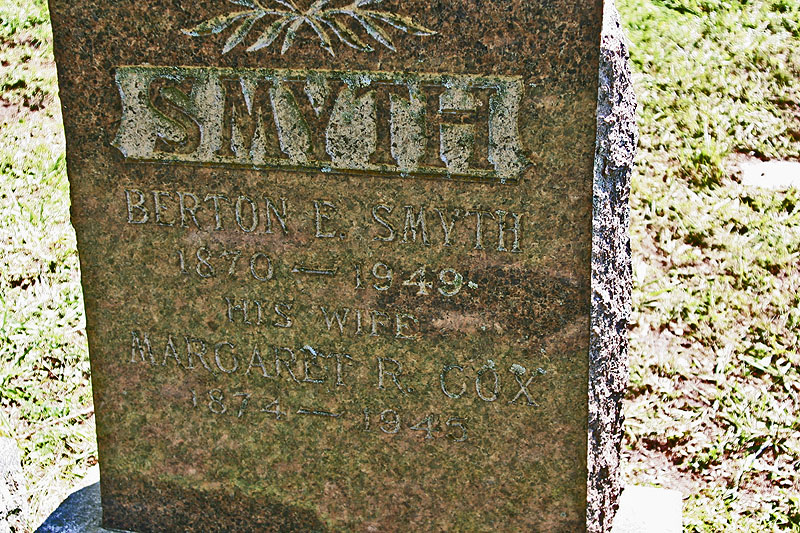 SMYTH
BERTON E. SMYTH
1870 — 1949
HIS WIFE
MARGARET R. COX
1874 — 1945